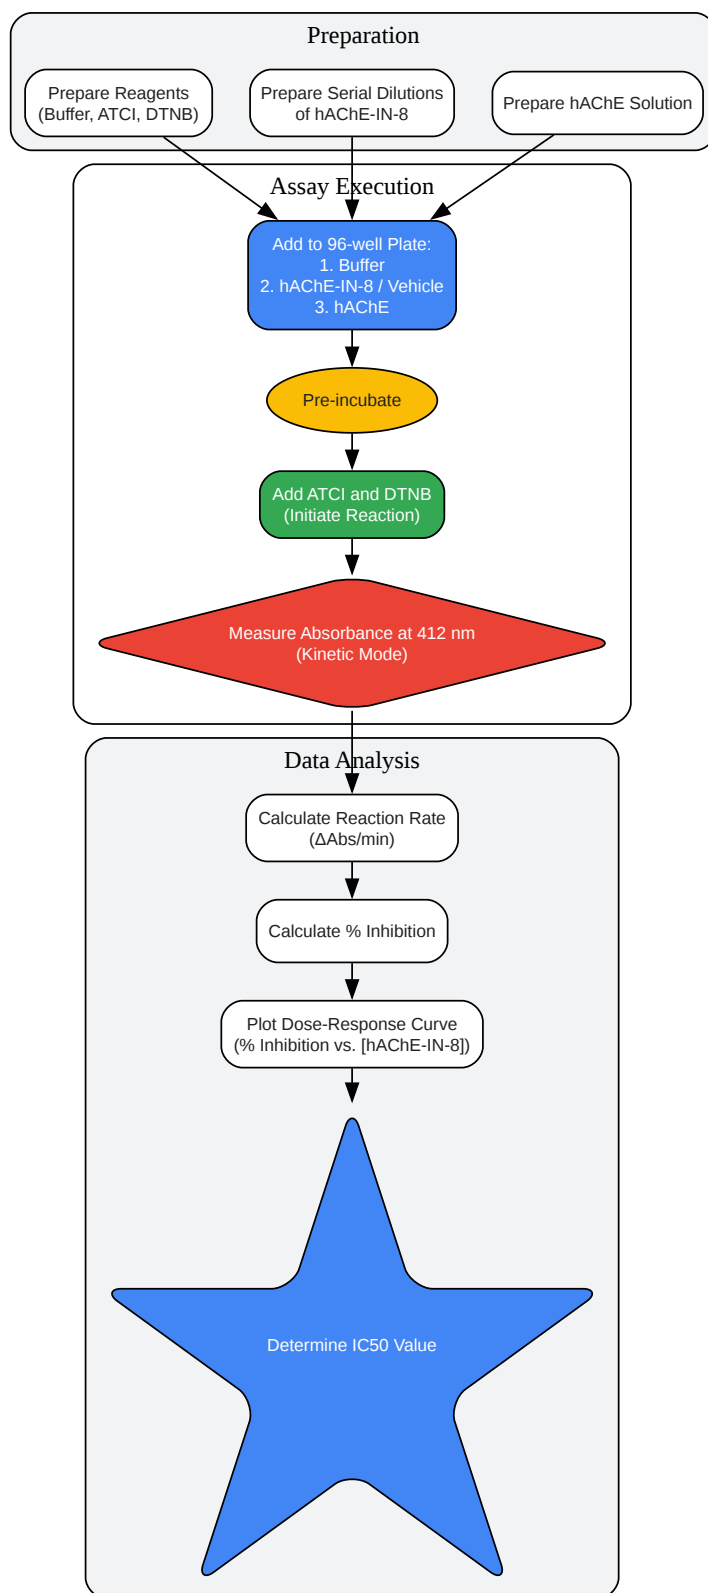 Preparation
Prepare Reagents
(Buffer, ATCI, DTNB)
Prepare Serial Dilutions
of hAChE-IN-8
Prepare hAChE Solution
Assay Execution
Add to 96-well Plate:
1. Buffer
2. hAChE-IN-8 / Vehicle
3. hAChE
Pre-incubate
Add ATCI and DTNB
(Initiate Reaction)
Measure Absorbance at 412 nm
(Kinetic Mode)
Data Analysis
Calculate Reaction Rate
(ΔAbs/min)
Calculate % Inhibition
Plot Dose-Response Curve
(% Inhibition vs. [hAChE-IN-8])
Determine IC50 Value